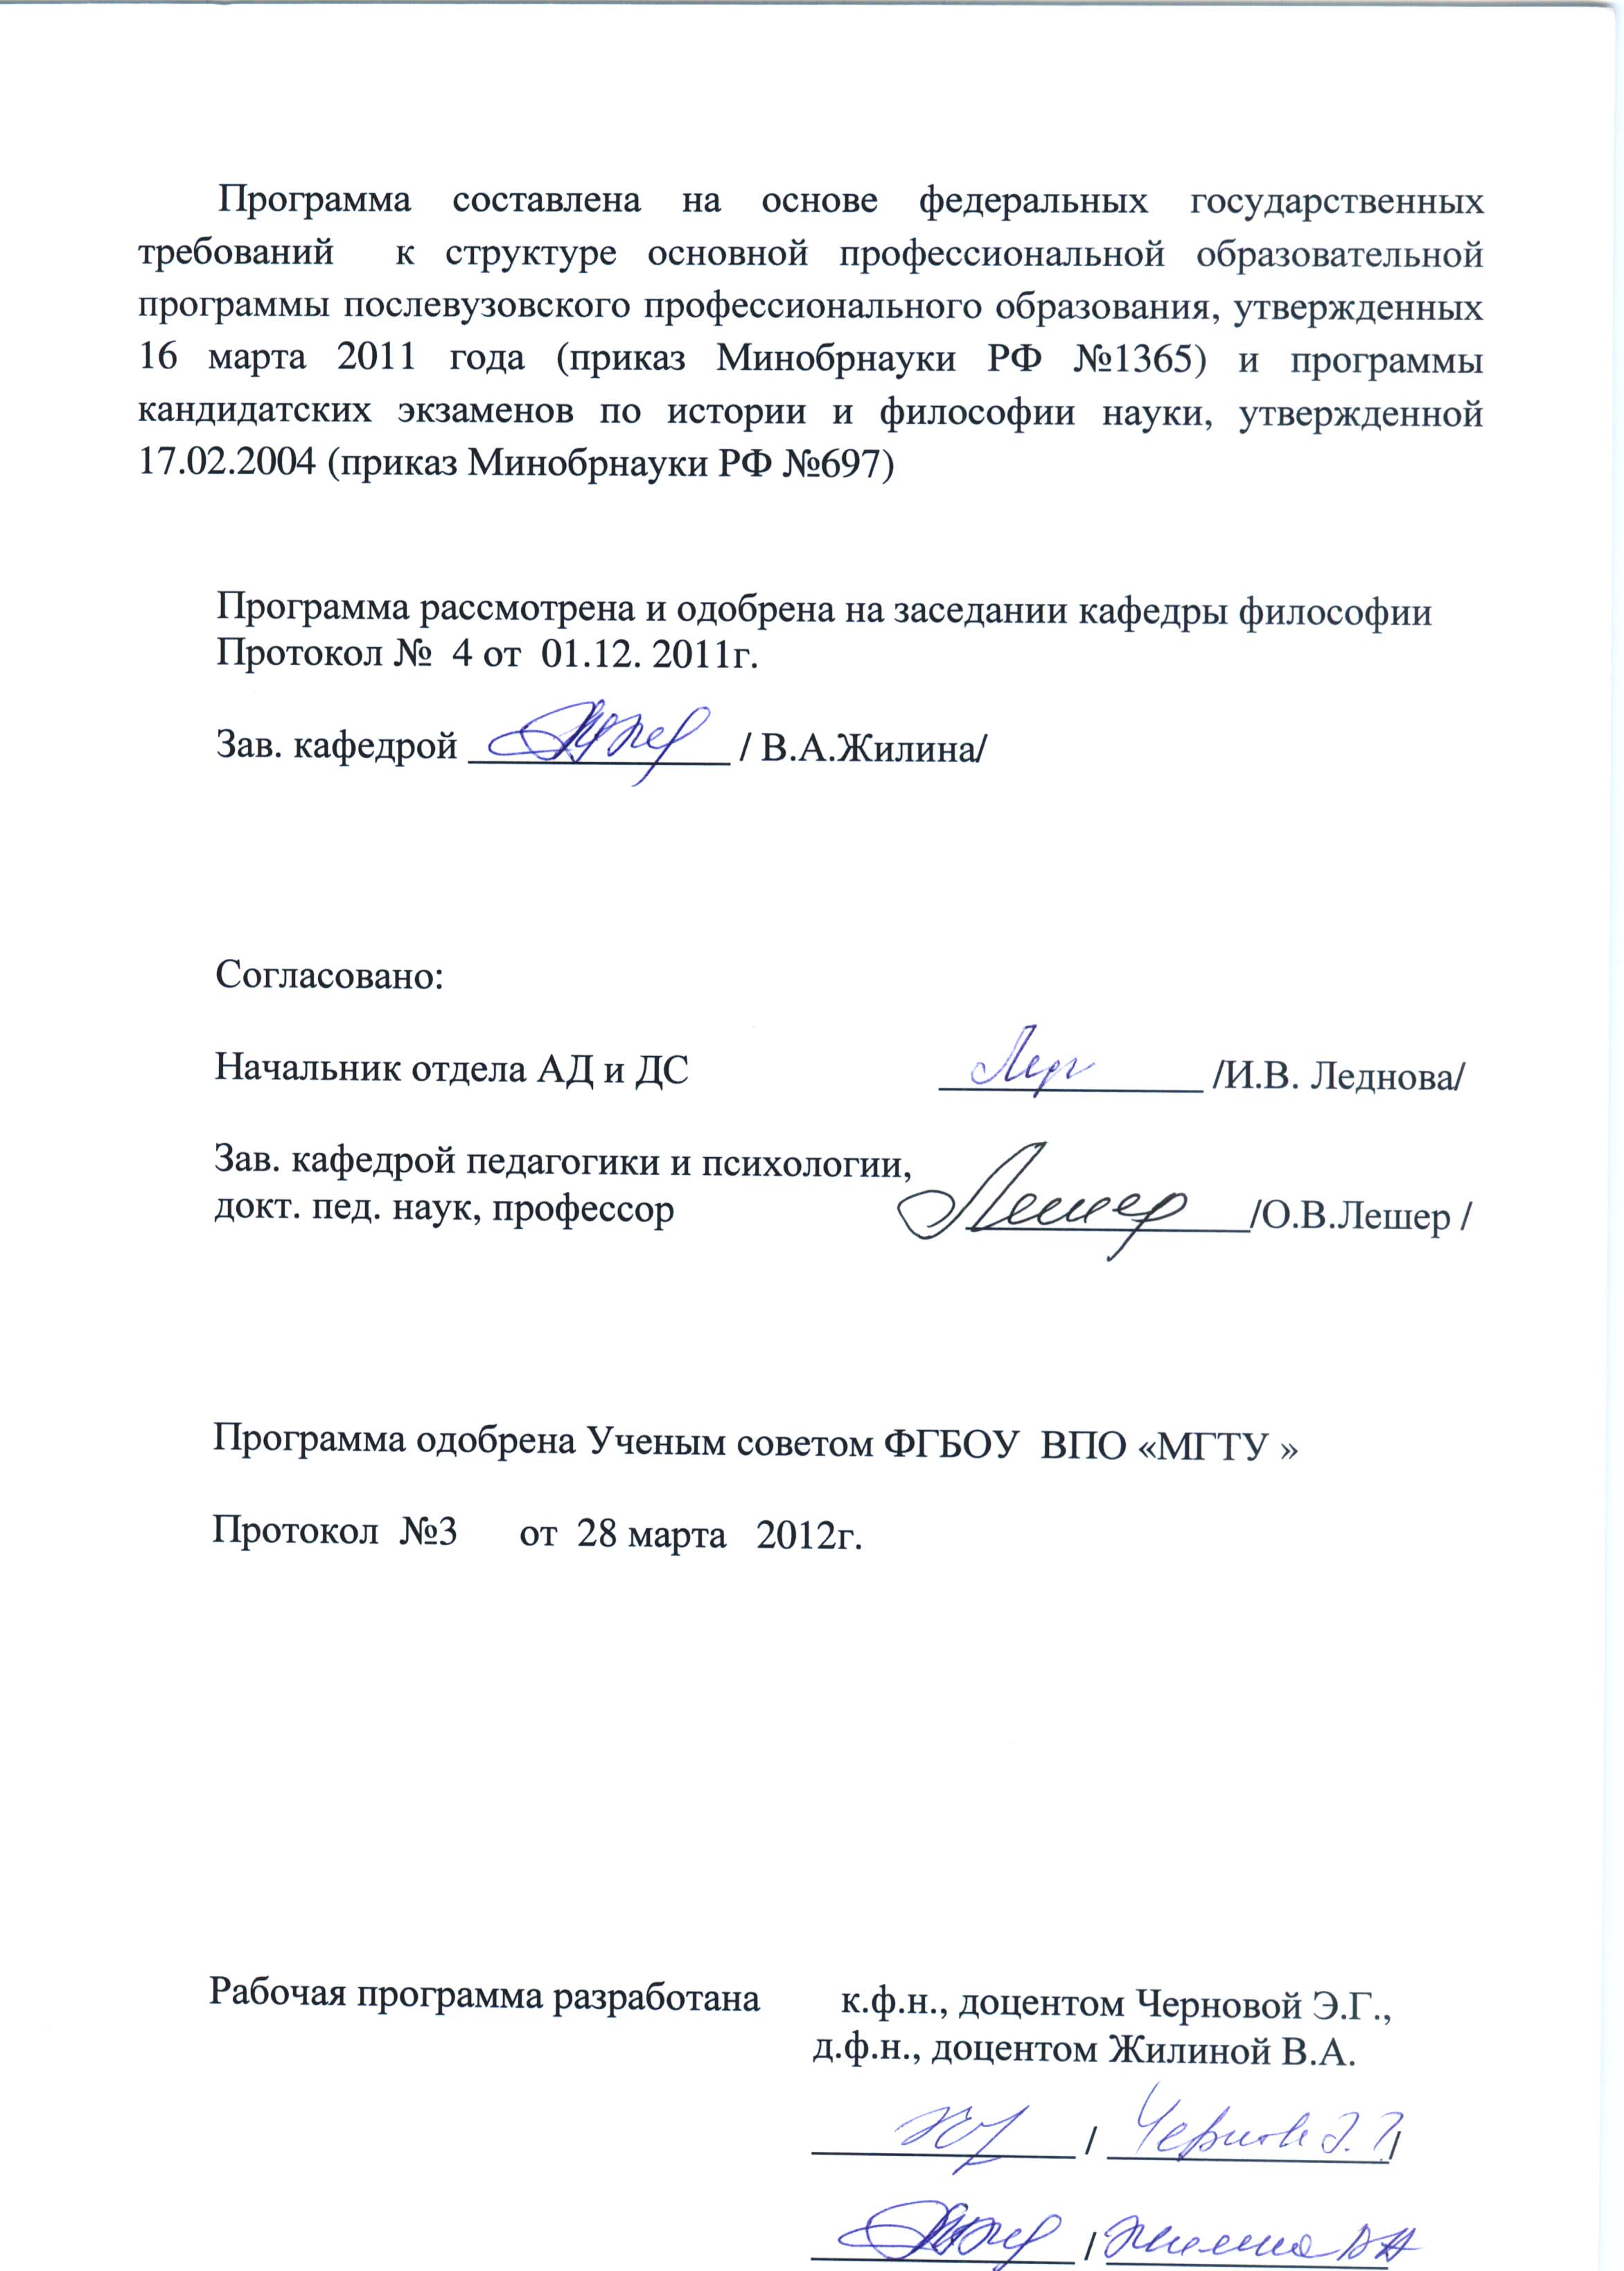 Программа составлена на основе федеральных государственных
требований к структуре основной профессиональной образовательной
программы послевузовского профессионального образования, утвержденных
16 марта 2011 года (приказ Минобрнауки РФ №1365) и программы
кандидатских экзаменов по истории и философии науки, утвержденной
17.02.2004 (приказ Минобрнауки РФ №697)
Программа рассмотрена и одобрена на заседании кафедры философии
Протокол № 4 от 01.12. 2011г.
Зав. кафедрой / В.А.Жилина/
Согласовано:
Начальник отдела АД и ДС /И.В. Леднова/
Зав. кафедрой педагогики и психологии,
докт. пед. наук, профессор Лешер /О.В.Лешер /
Программа одобрена Ученым советом ФГБОУ ВПО «МГТУ »
Протокол №3 от 28 марта 2012г.
Рабочая программа разработана к.ф.н., доцентом Черновой Э.Г.,
д.ф.н., доцентом Жилиной В.А.
/ Чернова Э.Г./
/ Жилина В А